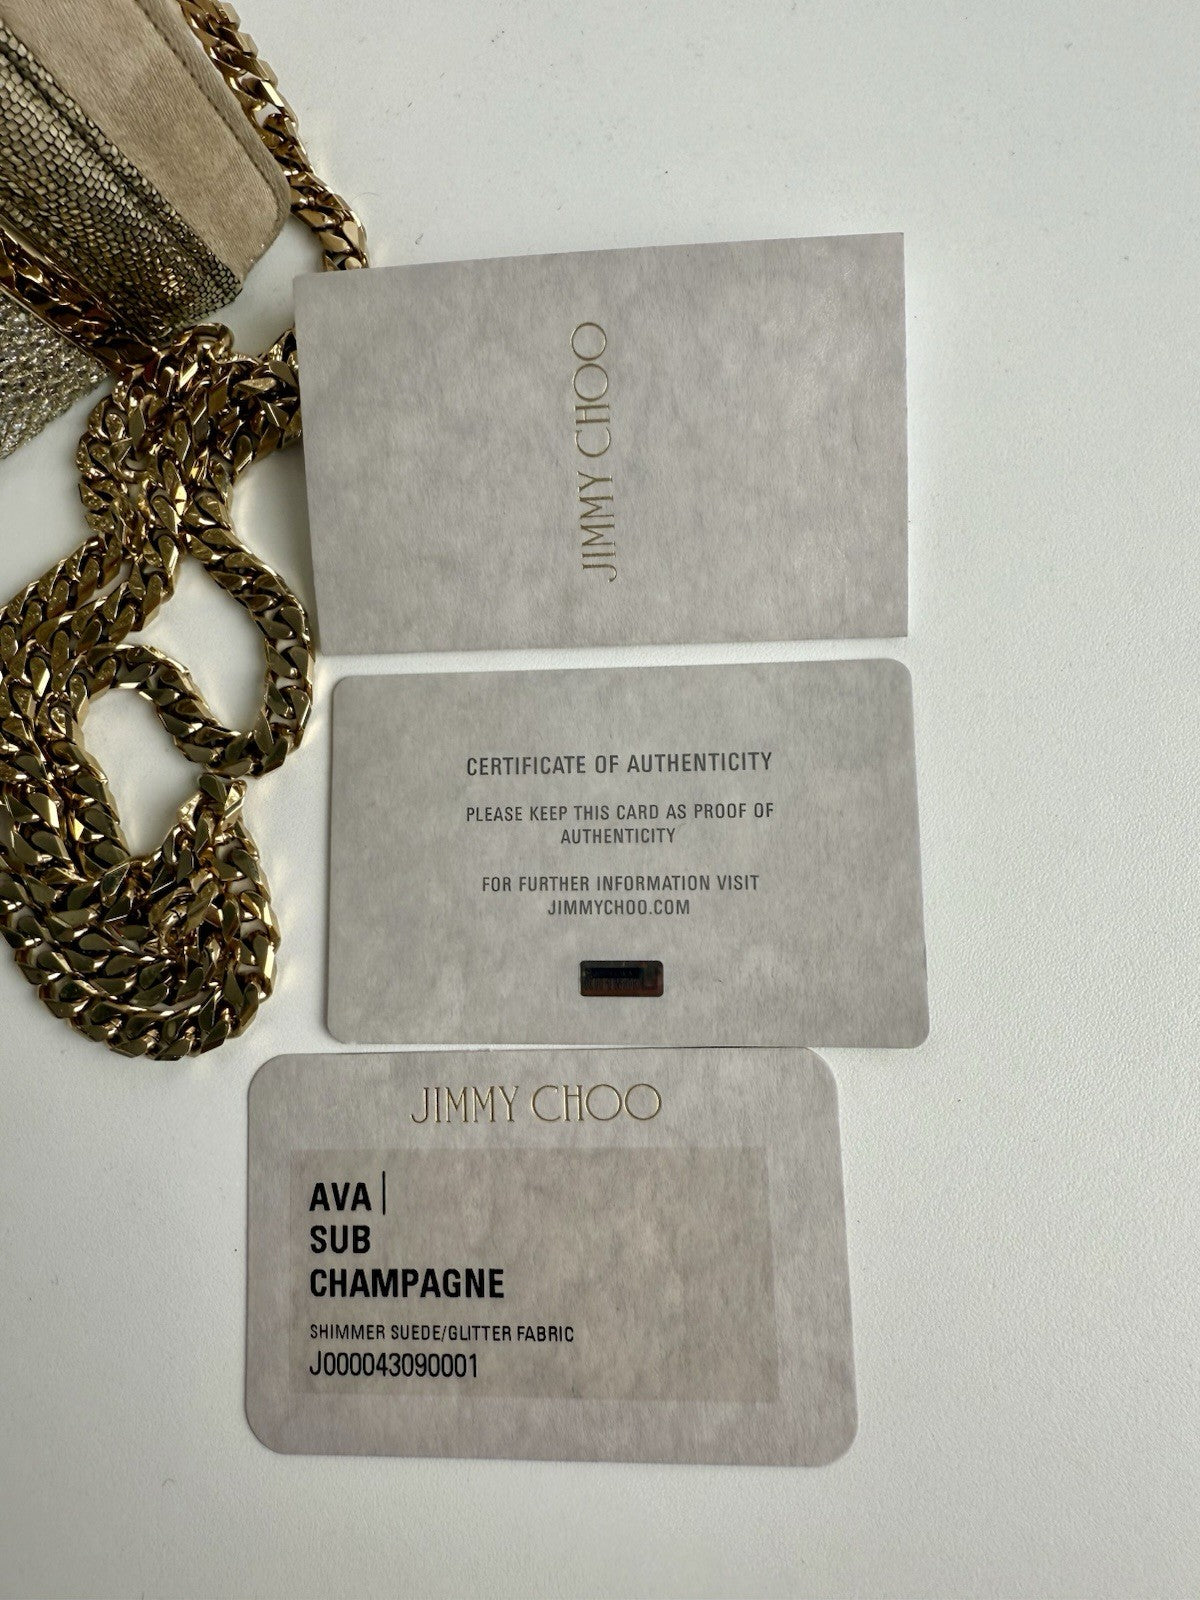 JIMMY CHOO
CERTIFICATE OF AUTHENTICITY
PLEASE KEEP THIS CARD AS PROOF OF
AUTHENTICITY
FOR FURTHER INFORMATION VISIT
JIMMYCHOO.COM
JIMMY CHOO
AVA |
SUB
CHAMPAGNE
SHIMMER SUEDE/GLITTER FABRIC
J000043090001